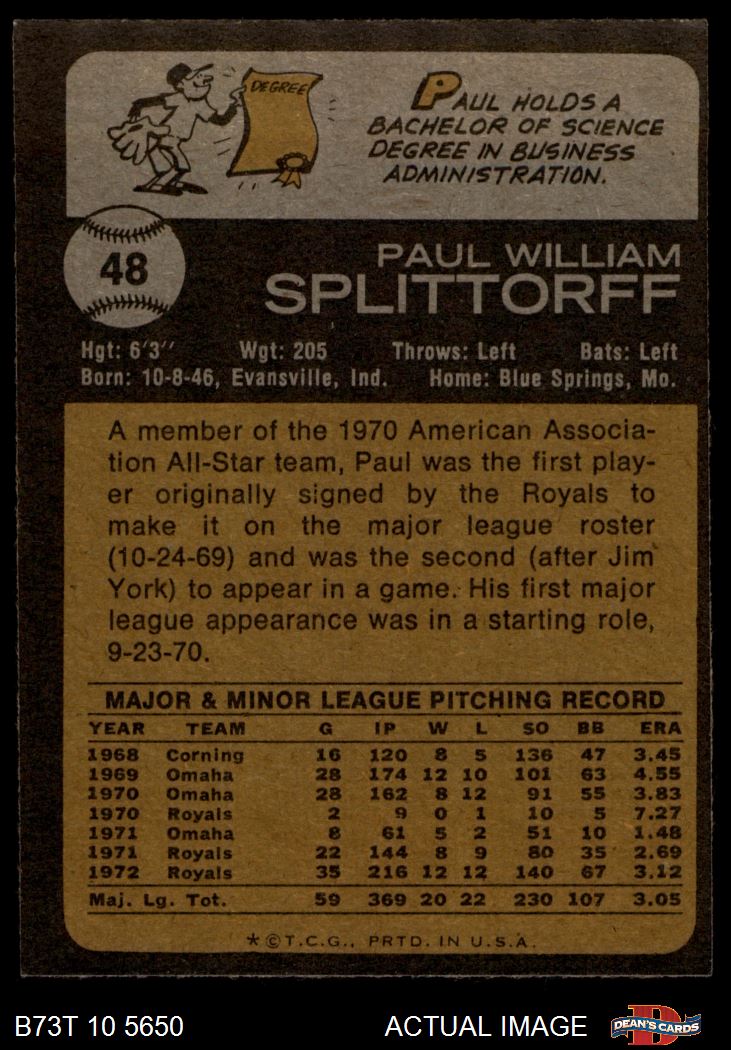 DEGREE
PAUL HOLDS A
BACHELOR OF SCIENCE
DEGREE IN BUSINESS
ADMINISTRATION.
48
PAUL WILLIAM
SPLITTORFF
Hgt: 6'3" Wgt: 205 Throws: Left Bats: Left
Born: 10-8-46, Evansville, Ind. Home: Blue Springs, Mo.
A member of the 1970 American Associa-
tion All-Star team, Paul was the first play-
er originally signed by the Royals to
make it on the major league roster
(10-24-69) and was the second (after Jim
York) to appear in a game. His first major
league appearance was in a starting role,
9-23-70.
MAJOR & MINOR LEAGUE PITCHING RECORD
YEAR TEAM G IP W L SO BB ERA
1968 Corning 16 120 8 5 136 47 3.45
1969 Omaha 28 174 12 10 101 63 4.55
1970 Omaha 28 162 8 12 91 55 3.83
1970 Royals 2 9 0 1 10 5 7.27
1971 Omaha 8 61 5 2 51 10 1.48
1971 Royals 22 144 8 9 80 35 2.69
1972 Royals 35 216 12 12 140 67 3.12
Maj. Lg. Tot. 59 369 20 22 230 107 3.05
*©T.C.G., PRTD. IN U.S.A.
B73T 10 5650 ACTUAL IMAGE D DEAN'S CARDS